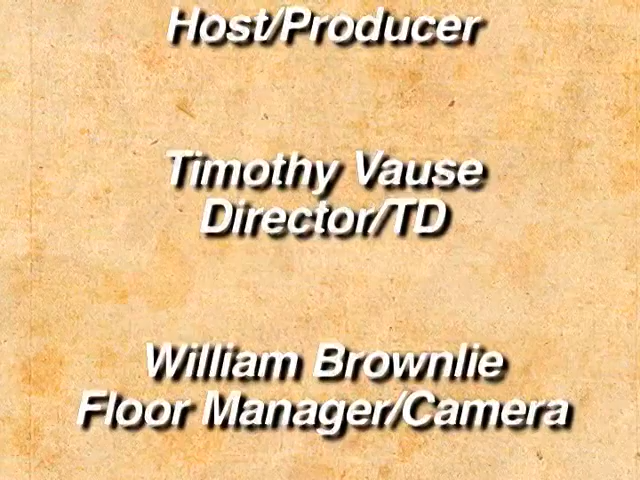 Host/Producer
Timothy Vause
Director/TD
William Brownlie
Floor Manager/Camera